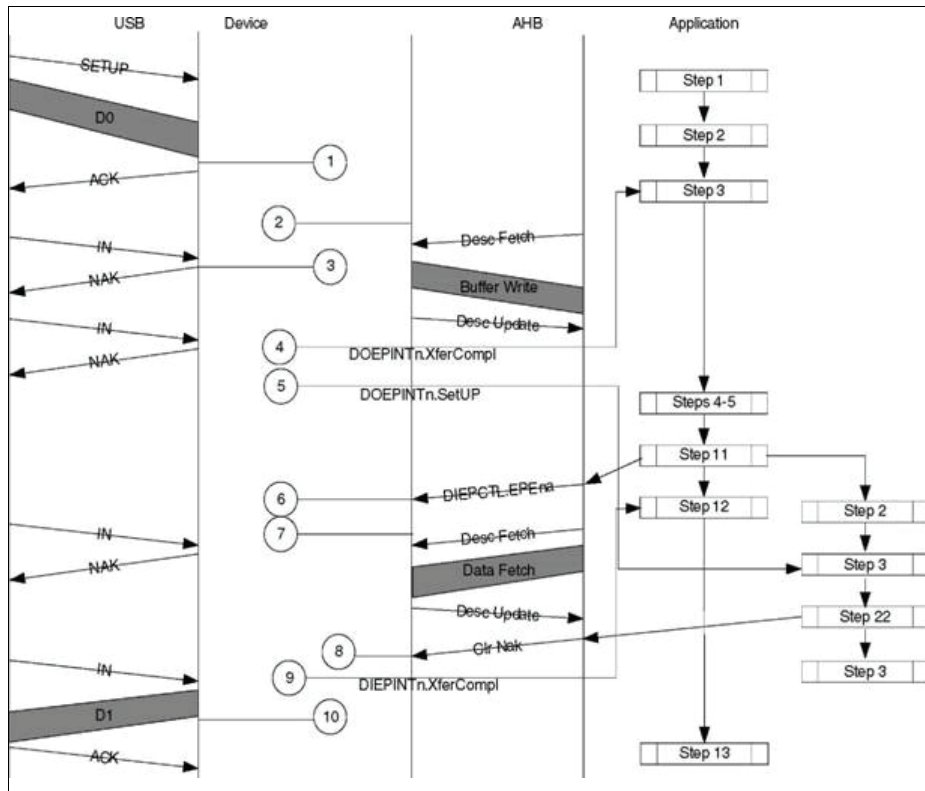 USB Device AHB Application
SETUP
Step 1
D0
Step 2
1
ACK
Step 3
2
Desc Fetch
IN
3
NAK
Buffer Write
IN
Desc Update
4
DOEPINTn.XferCompl
NAK
5
DOEPINTn.SetUP
Steps 4-5
Step 11
DIEPCTL.EPEna
6
Step 12
Step 2
IN
7
Desc Fetch
NAK
Data Fetch
Step 3
Desc Update
Step 22
Clr Nak
8
IN
9
DIEPINTn.XferCompl
Step 3
D1
10
ACK
Step 13